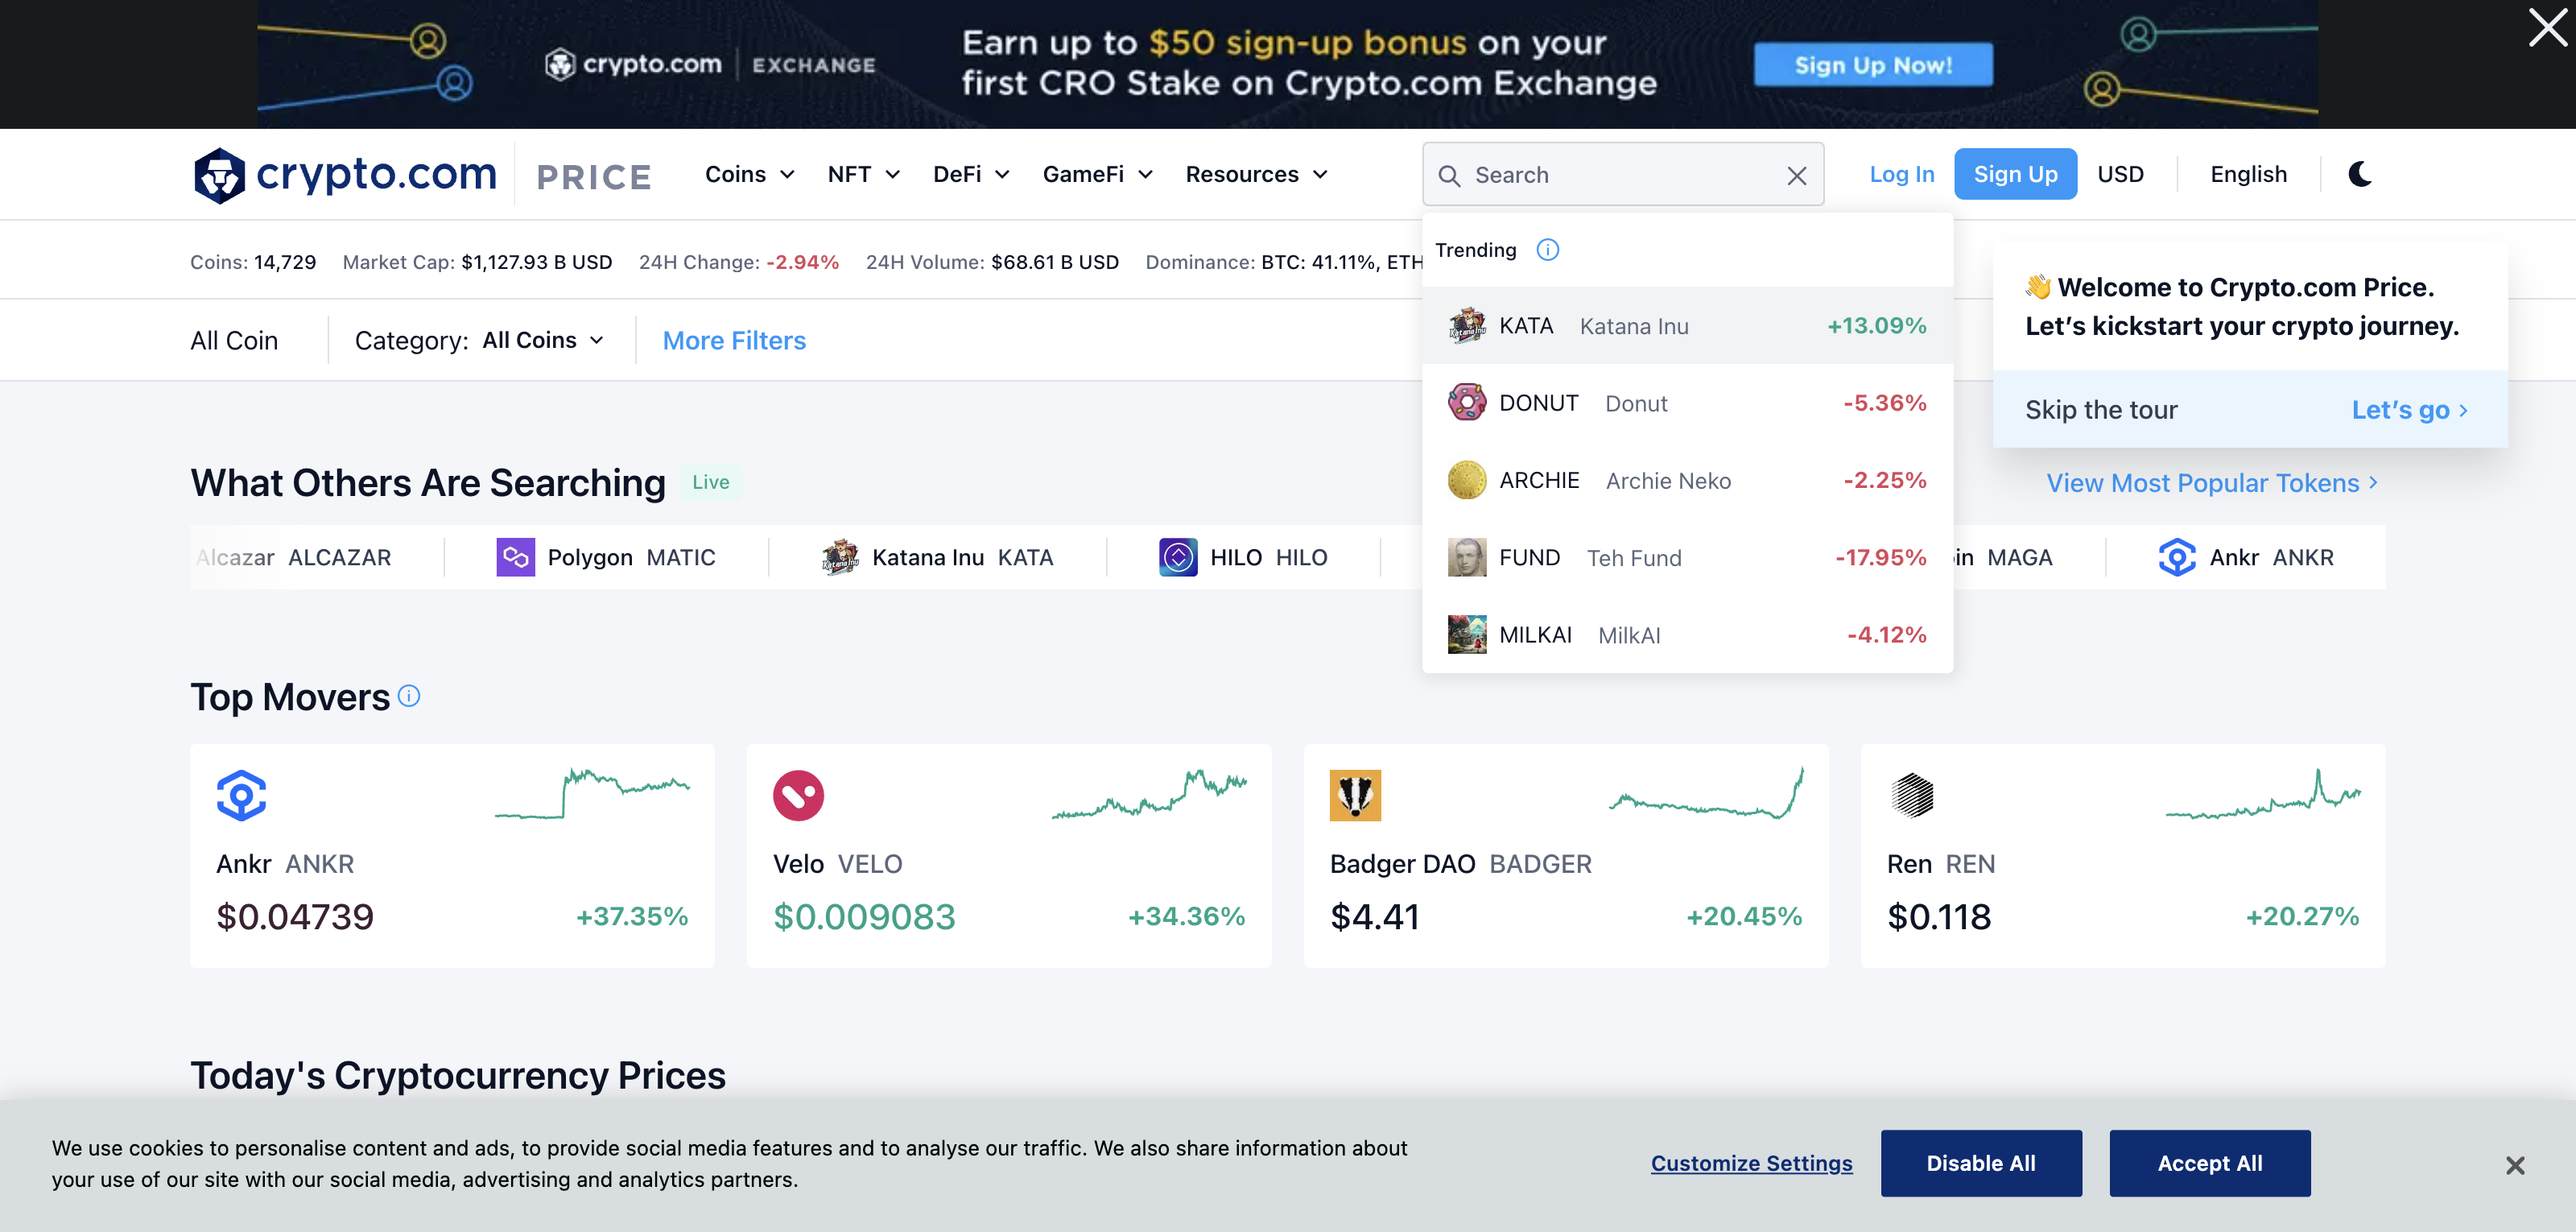 crypto.com EXCHANGE
Earn up to $50 sign-up bonus on your
first CRO Stake on Crypto.com Exchange
Sign Up Now!
crypto.com PRICE
Coins NFT DeFi GameFi Resources
Search
Log In Sign Up USD English
Coins: 14,729 Market Cap: $1,127.93 B USD 24H Change: -2.94% 24H Volume: $68.61 B USD Dominance: BTC: 41.11%, ETH
Trending
KATA Katana Inu +13.09%
DONUT Donut -5.36%
ARCHIE Archie Neko -2.25%
FUND Teh Fund -17.95%
MILKAI MilkAI -4.12%
👋 Welcome to Crypto.com Price.
Let’s kickstart your crypto journey.
Skip the tour Let’s go
All Coin Category: All Coins More Filters
What Others Are Searching Live
View Most Popular Tokens
Alcazar ALCAZAR Polygon MATIC Katana Inu KATA HILO HILO in MAGA Ankr ANKR
Top Movers
Ankr ANKR
$0.04739 +37.35%
Velo VELO
$0.009083 +34.36%
Badger DAO BADGER
$4.41 +20.45%
Ren REN
$0.118 +20.27%
Today's Cryptocurrency Prices
We use cookies to personalise content and ads, to provide social media features and to analyse our traffic. We also share information about
your use of our site with our social media, advertising and analytics partners.
Customize Settings Disable All Accept All